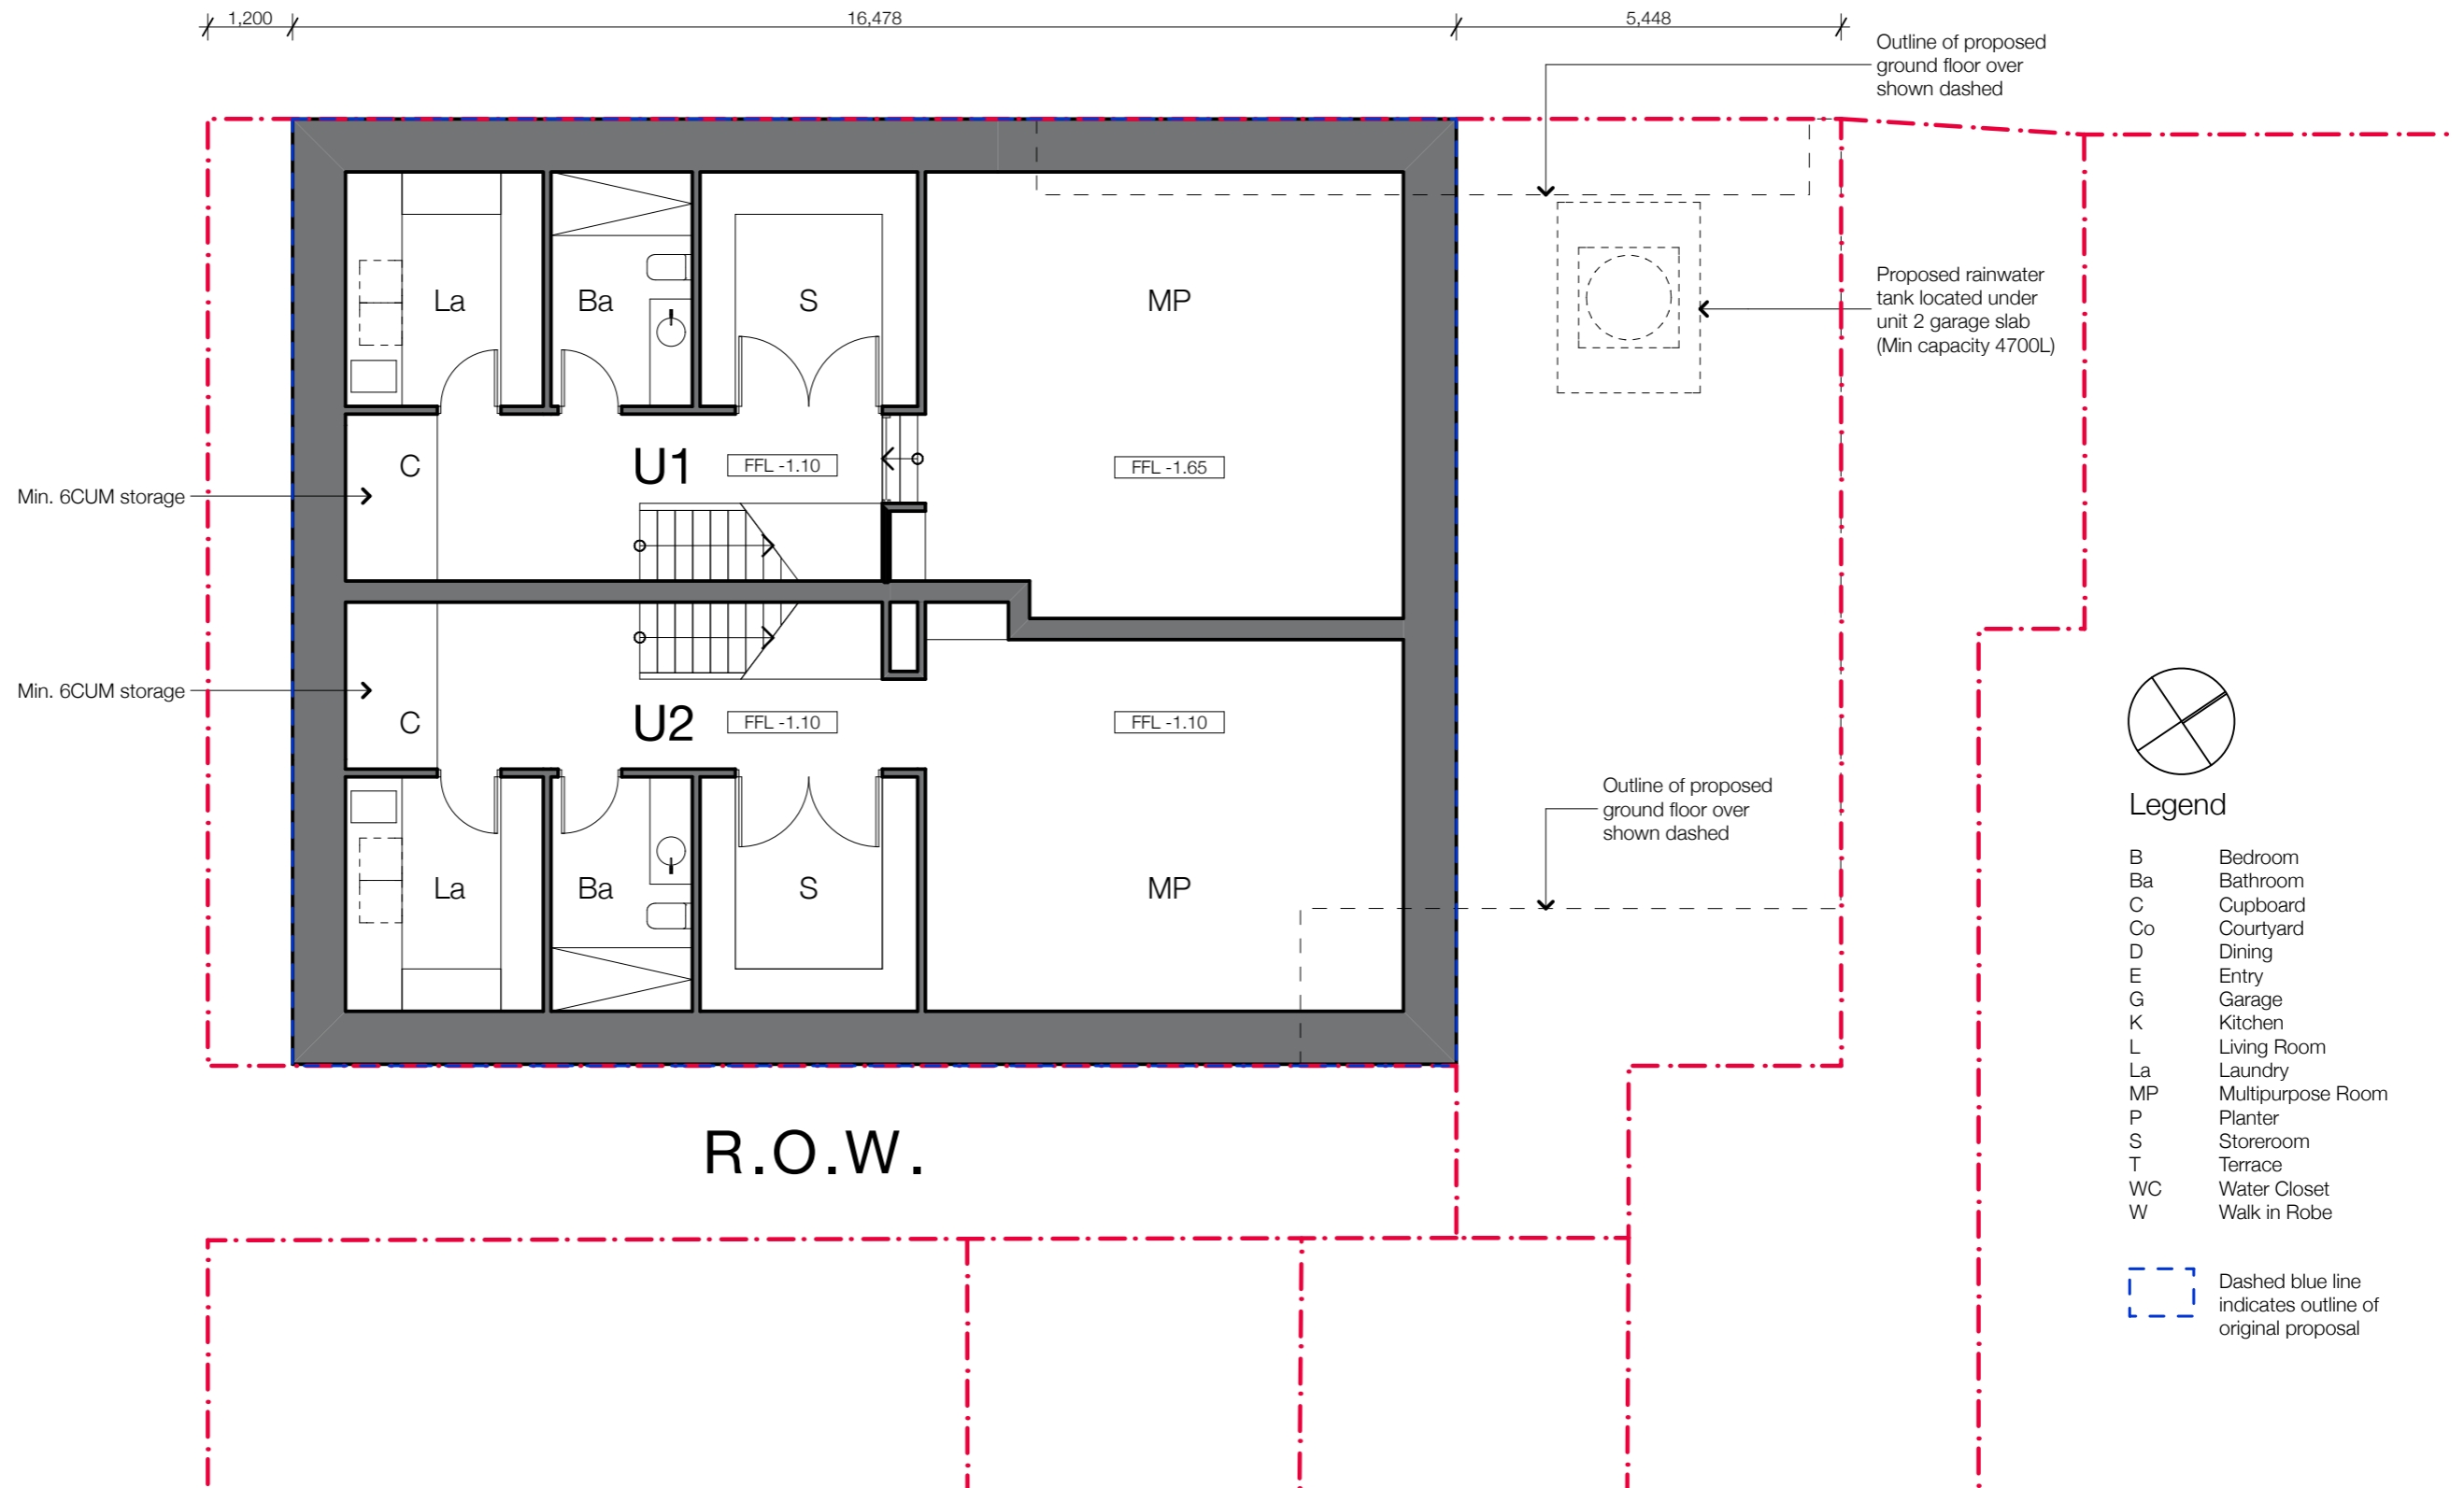 1,200
16,478
5,448
Outline of proposed
ground floor over
shown dashed
La
Ba
S
MP
Proposed rainwater
tank located under
unit 2 garage slab
(Min capacity 4700L)
C
U1
FFL -1.10
FFL -1.65
Min. 6CUM storage
Min. 6CUM storage
C
U2
FFL -1.10
FFL -1.10
La
Ba
S
MP
Outline of proposed
ground floor over
shown dashed
R.O.W.
Legend
B Bedroom
Ba Bathroom
C Cupboard
Co Courtyard
D Dining
E Entry
G Garage
K Kitchen
L Living Room
La Laundry
MP Multipurpose Room
P Planter
S Storeroom
T Terrace
WC Water Closet
W Walk in Robe
Dashed blue line
indicates outline of
original proposal